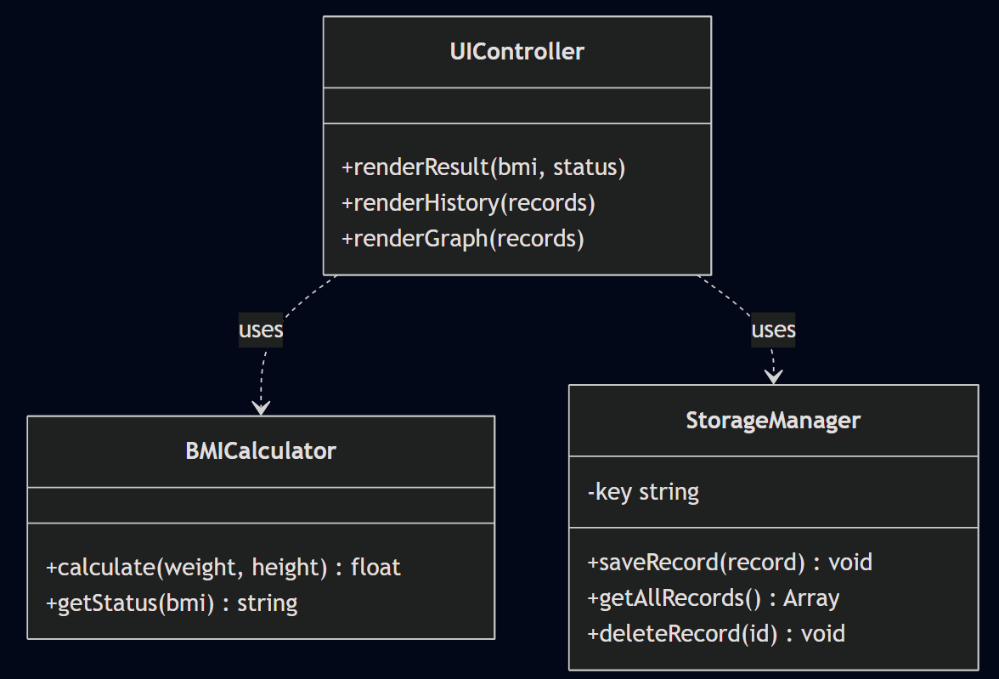 UIController
+renderResult(bmi, status)
+renderHistory(records)
+renderGraph(records)
uses
uses
BMICalculator
+calculate(weight, height) : float
+getStatus(bmi) : string
StorageManager
-key string
+saveRecord(record) : void
+getAllRecords() : Array
+deleteRecord(id) : void